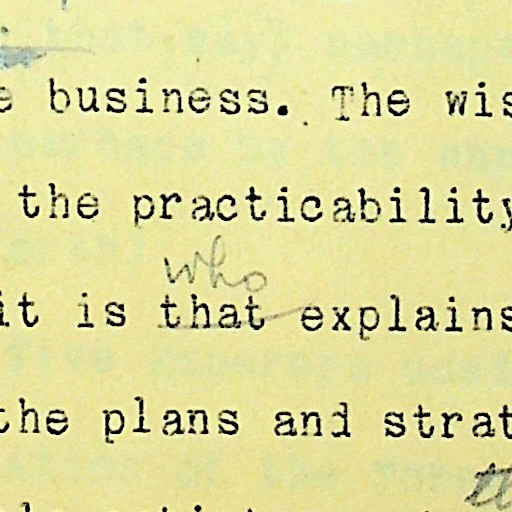 e business. The wis
the practicability
who
it is that explains
the plans and strat